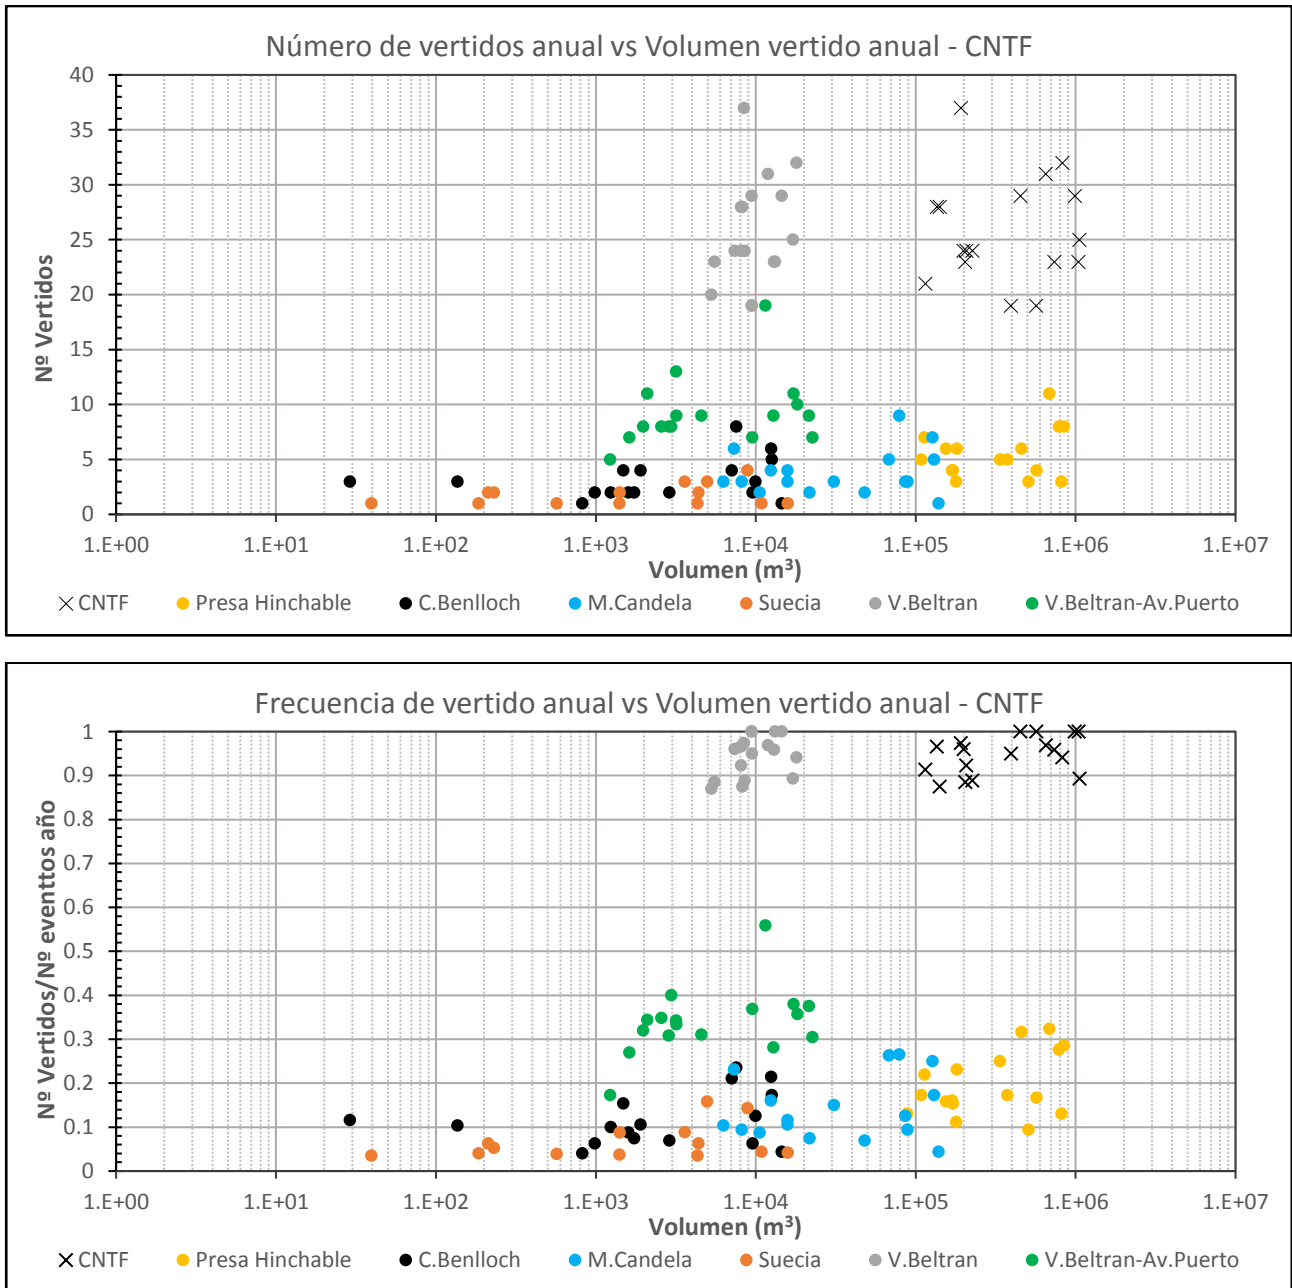 Número de vertidos anual vs Volumen vertido anual - CNTF
40
35
30
25
20
15
10
5
0
Nº Vertidos
1.E+00 1.E+01 1.E+02 1.E+03 1.E+04 1.E+05 1.E+06 1.E+07
Volumen (m³)
CNTF Presa Hinchable C.Benlloch M.Candela Suecia V.Beltran V.Beltran-Av.Puerto
Frecuencia de vertido anual vs Volumen vertido anual - CNTF
1
0.9
0.8
0.7
0.6
0.5
0.4
0.3
0.2
0.1
0
Nº Vertidos/Nº eventtos año
1.E+00 1.E+01 1.E+02 1.E+03 1.E+04 1.E+05 1.E+06 1.E+07
Volumen (m³)
CNTF Presa Hinchable C.Benlloch M.Candela Suecia V.Beltran V.Beltran-Av.Puerto